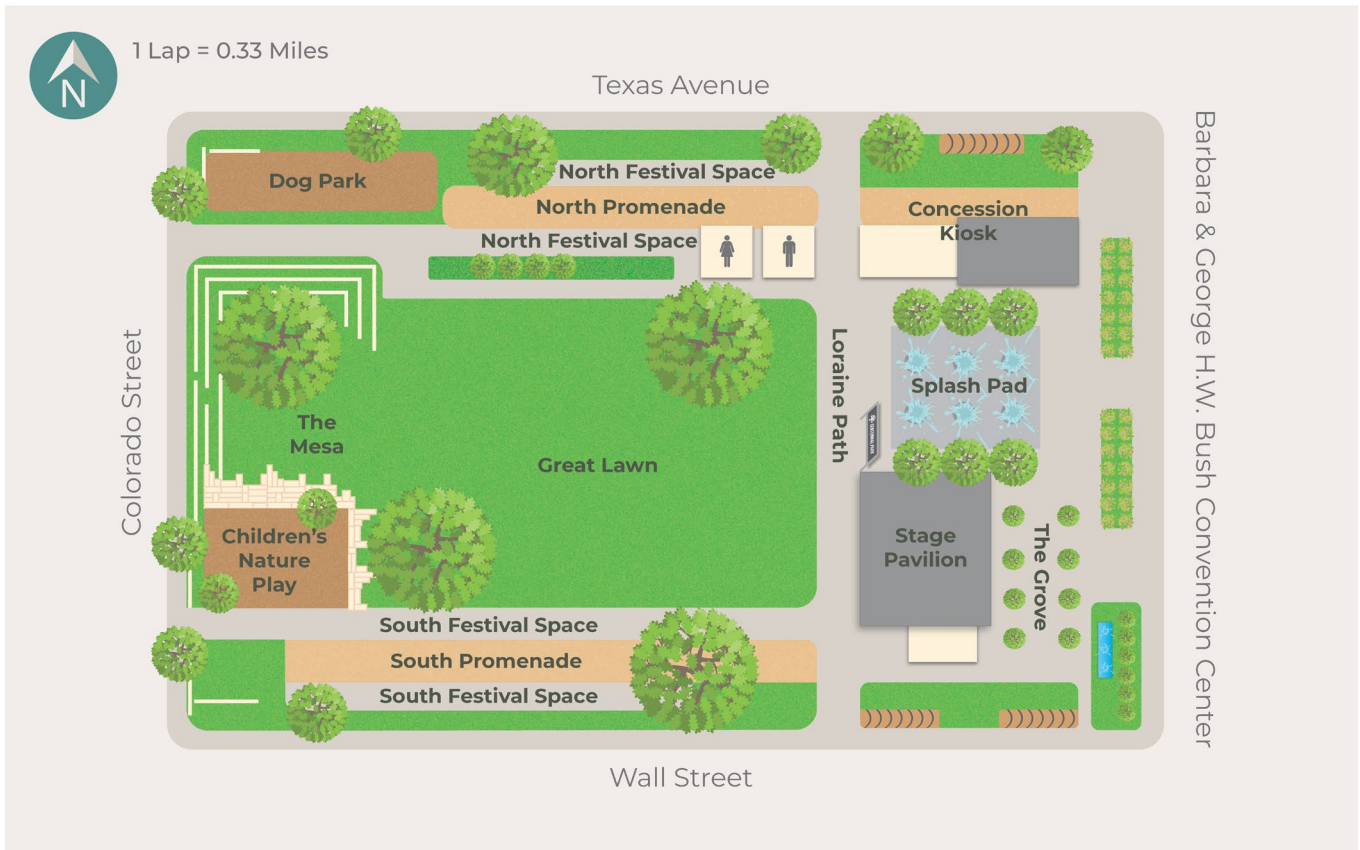 1 Lap = 0.33 Miles
N
Texas Avenue
Dog Park
North Festival Space
North Promenade
North Festival Space
Concession
Kiosk
Colorado Street
The
Mesa
Great Lawn
Loraine Path
Splash Pad
Barbara & George H.W. Bush Convention Center
Children's
Nature
Play
Stage
Pavilion
The Grove
South Festival Space
South Promenade
South Festival Space
Wall Street